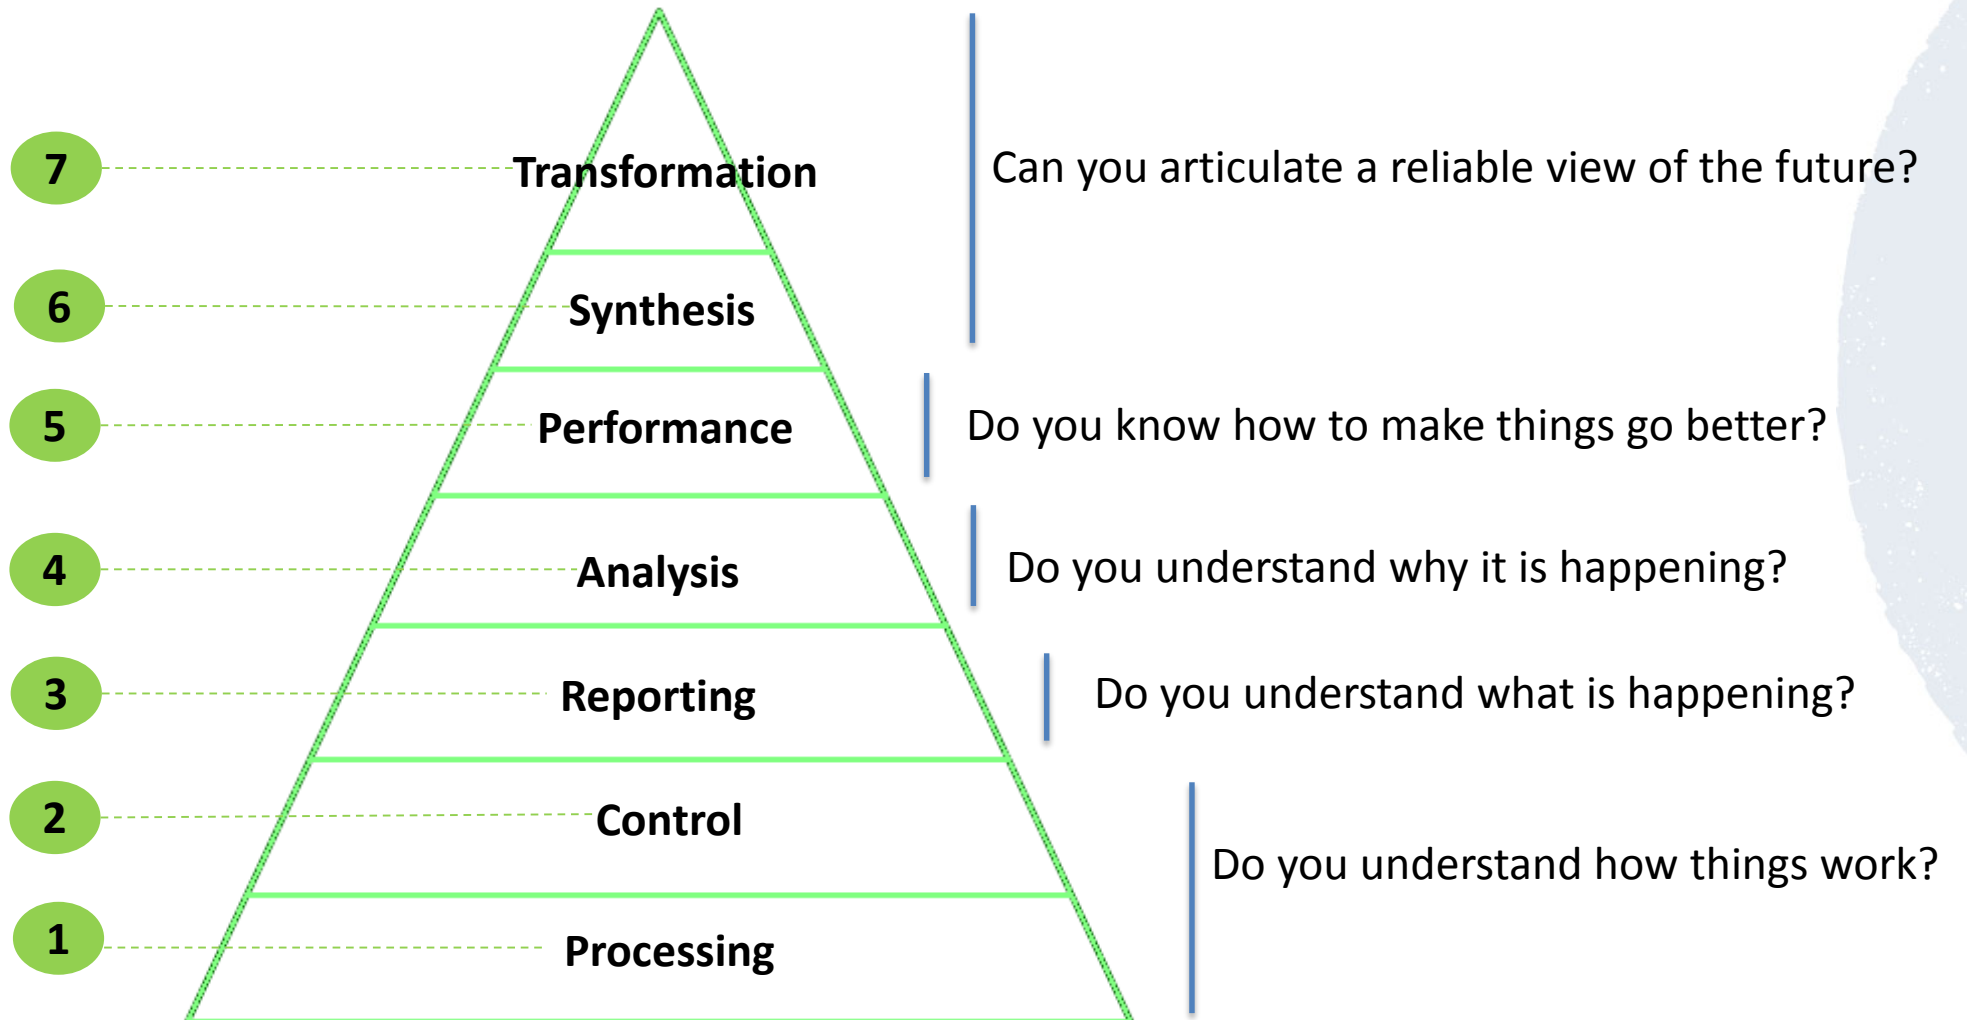 7
Transformation
Can you articulate a reliable view of the future?
6
Synthesis
5
Performance
Do you know how to make things go better?
4
Analysis
Do you understand why it is happening?
3
Reporting
Do you understand what is happening?
2
Control
Do you understand how things work?
1
Processing